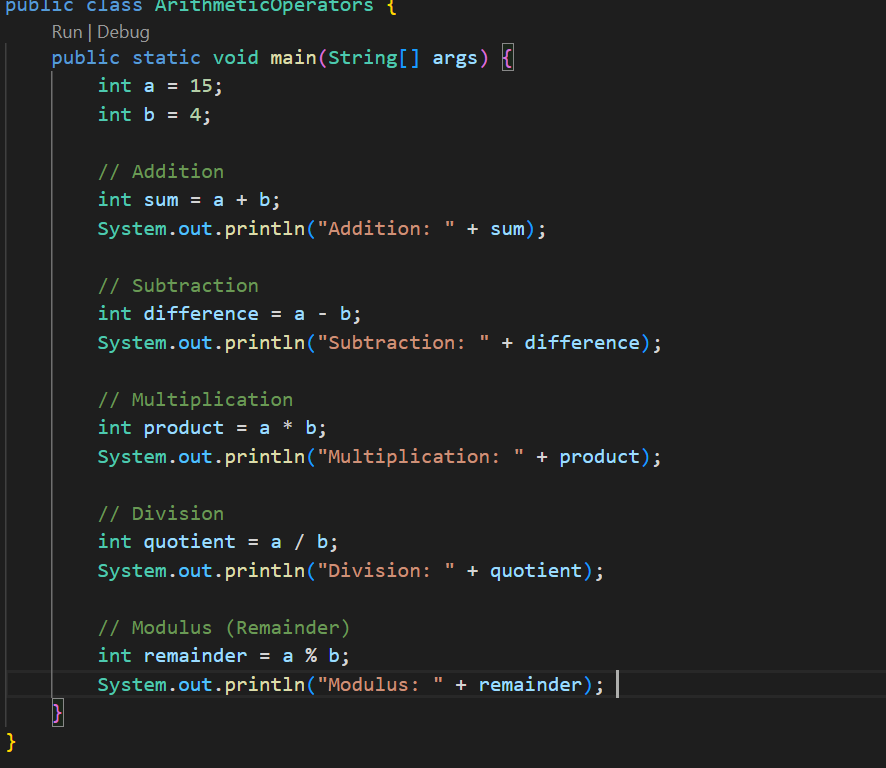 public class ArithmeticOperators {
Run | Debug
    public static void main(String[] args) {
        int a = 15;
        int b = 4;

        // Addition
        int sum = a + b;
        System.out.println("Addition: " + sum);

        // Subtraction
        int difference = a - b;
        System.out.println("Subtraction: " + difference);

        // Multiplication
        int product = a * b;
        System.out.println("Multiplication: " + product);

        // Division
        int quotient = a / b;
        System.out.println("Division: " + quotient);

        // Modulus (Remainder)
        int remainder = a % b;
        System.out.println("Modulus: " + remainder);
    }
}